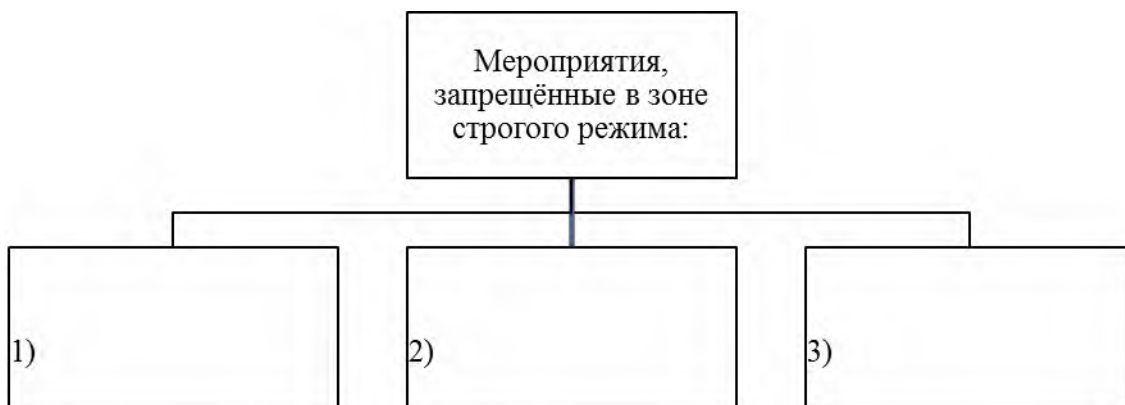 Мероприятия,
запрещённые в зоне
строгого режима:
1)
2)
3)